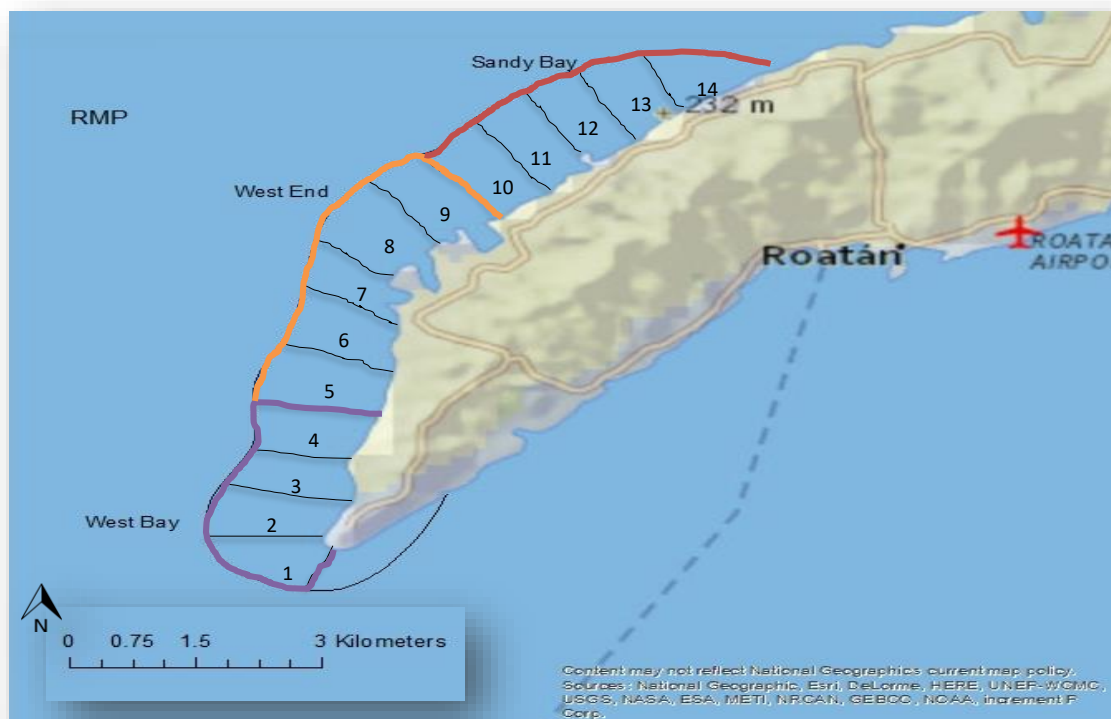 Sandy Bay
14
13
232 m
RMP
12
11
10
West End
9
8
ROATA
AIRPO
Roatán
7
6
5
4
3
West Bay
2
1
N
0 0.75 1.5 3 Kilometers
Content may not reflect National Geographics current map policy.
Sources: National Geographic, Esri, DeLorme, HERE, UNEP-WCMC,
USGS, NASA, ESA, METI, NRCAN, GEBCO, NOAA, increment P
Corp.